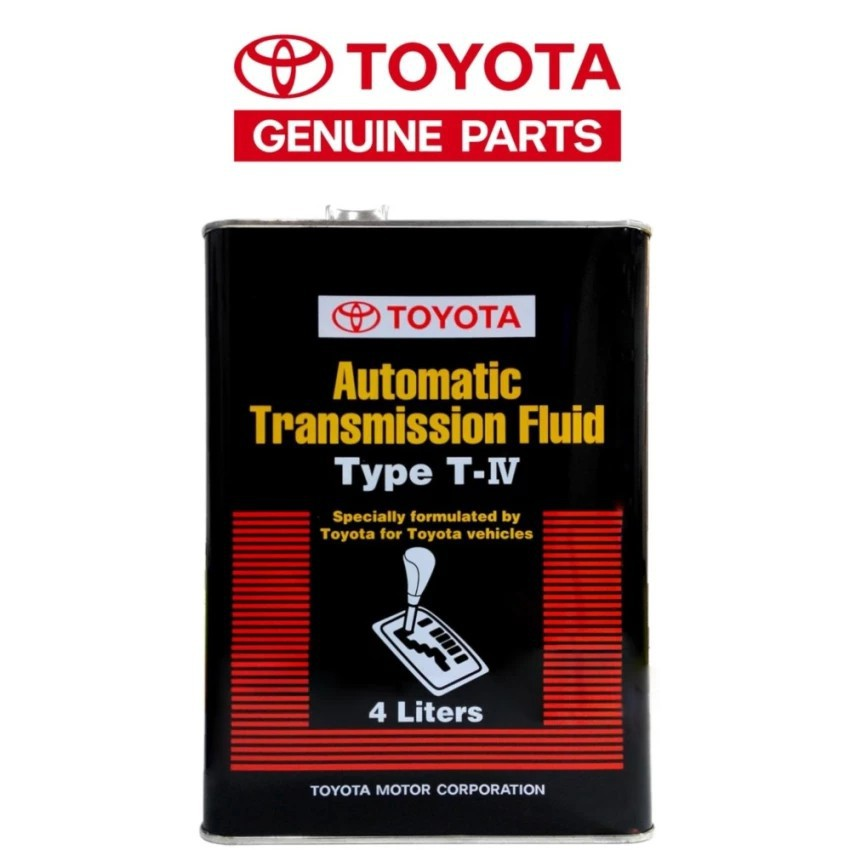 TOYOTA
GENUINE PARTS
TOYOTA
Automatic
Transmission Fluid
Type T-IV
Specially formulated by
Toyota for Toyota vehicles
4 Liters
TOYOTA MOTOR CORPORATION